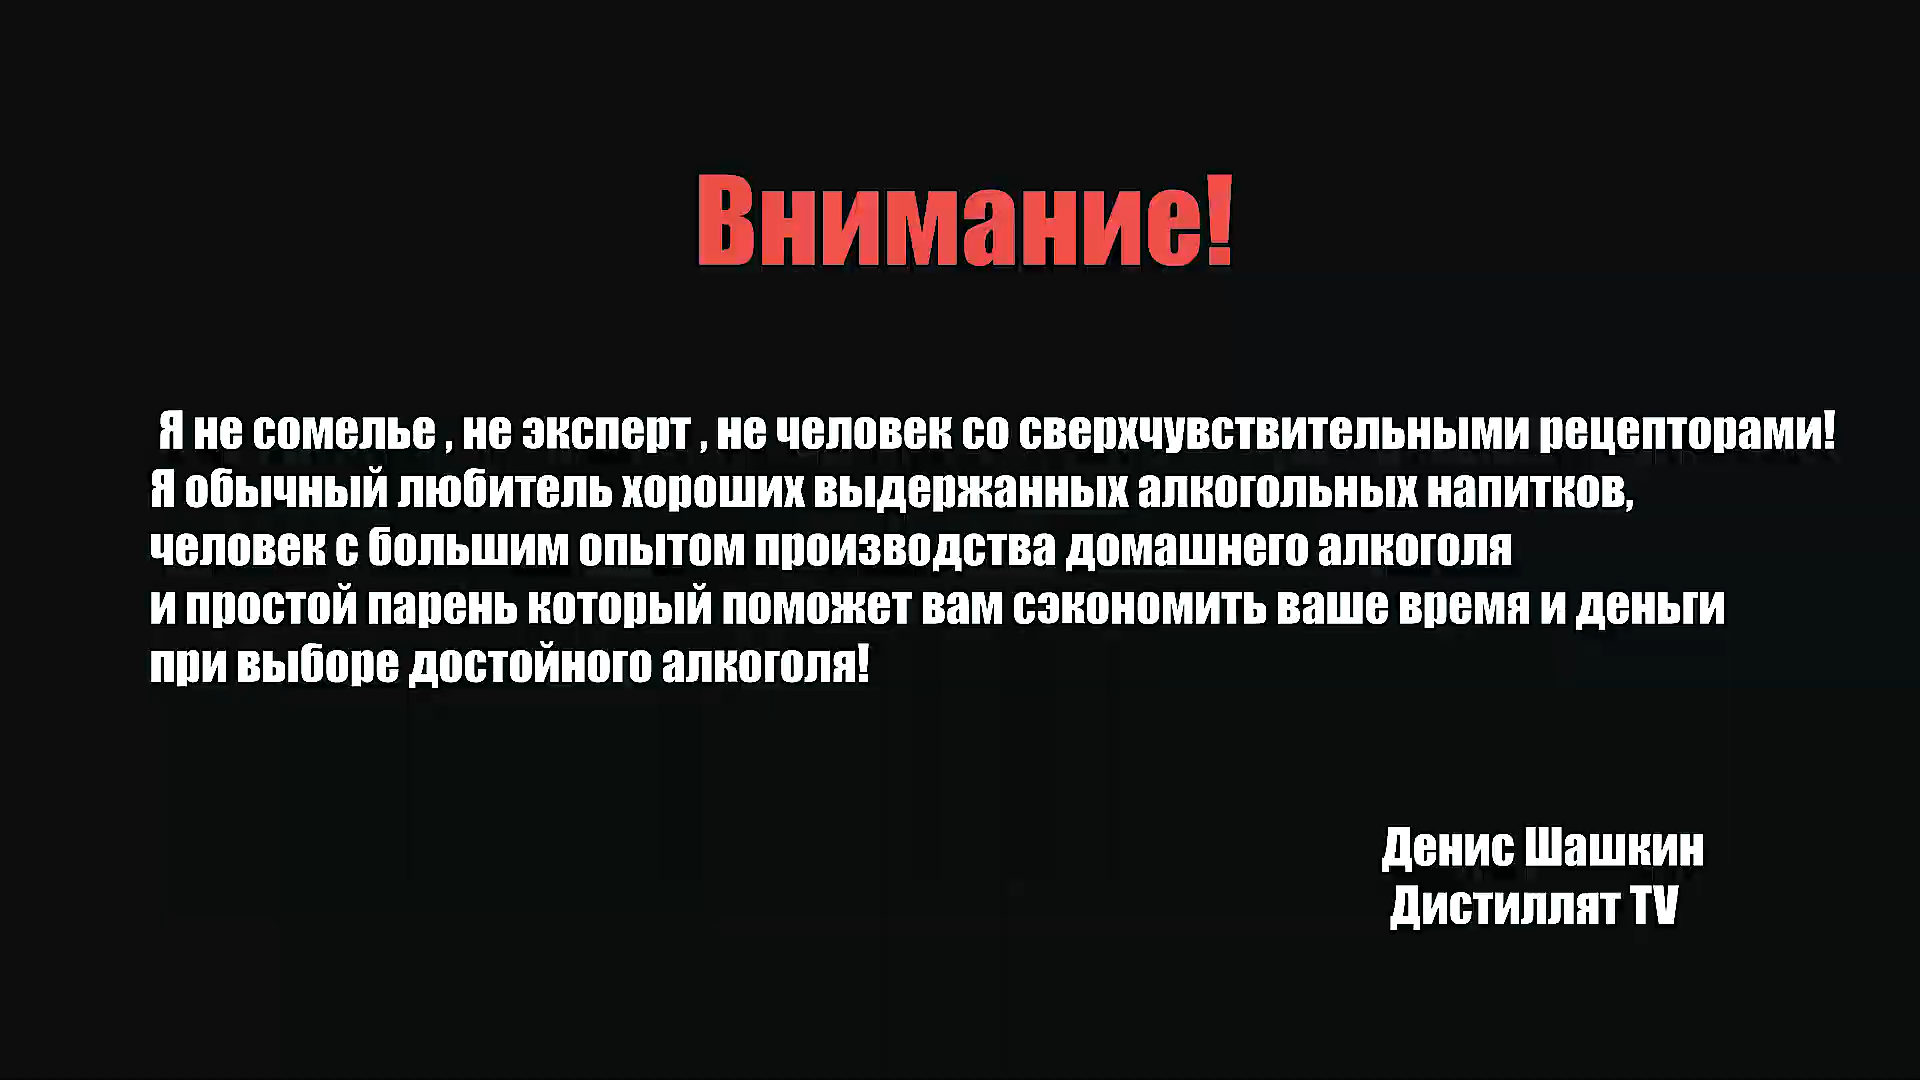 Внимание!
Я не сомелье , не эксперт , не человек со сверхчувствительными рецепторами!
Я обычный любитель хороших выдержанных алкогольных напитков,
человек с большим опытом производства домашнего алкоголя
и простой парень который поможет вам сэкономить ваше время и деньги
при выборе достойного алкоголя!
Денис Шашкин
Дистиллят TV